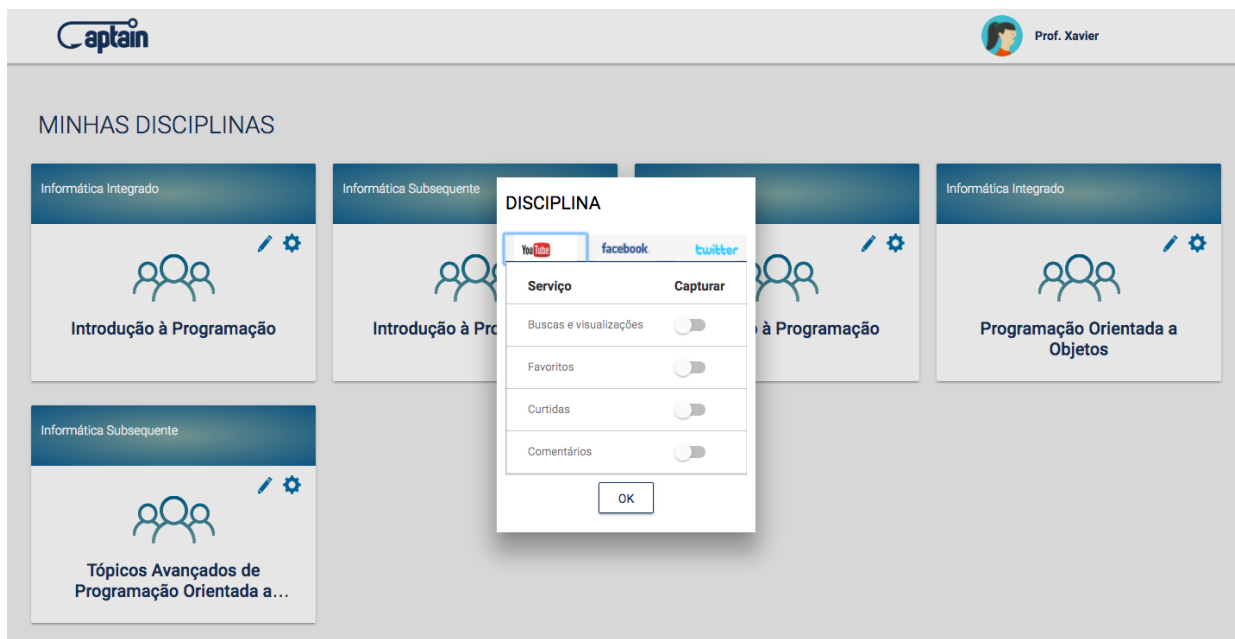 Captain
Prof. Xavier
MINHAS DISCIPLINAS
Informática Integrado
Informática Subsequente
Informática Integrado
DISCIPLINA
YouTube
facebook.
twitter
Serviço
Capturar
Buscas e visualizações
Favoritos
Curtidas
Comentários
OK
Introdução à Programação
Introdução à
à Programação
Programação Orientada a
Objetos
Informática Subsequente
Tópicos Avançados de
Programação Orientada a...